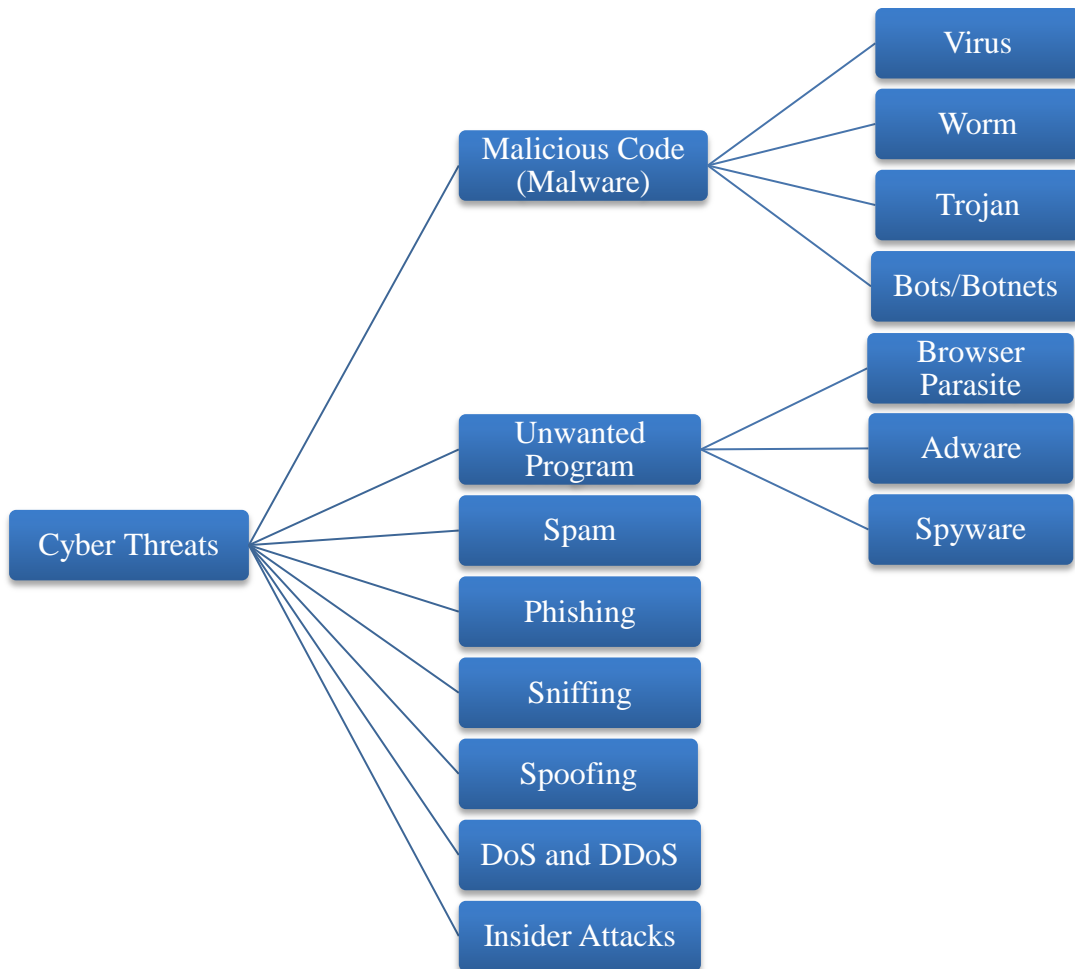 Cyber Threats
Malicious Code
(Malware)
Virus
Worm
Trojan
Bots/Botnets
Unwanted
Program
Browser
Parasite
Adware
Spyware
Spam
Phishing
Sniffing
Spoofing
DoS and DDoS
Insider Attacks